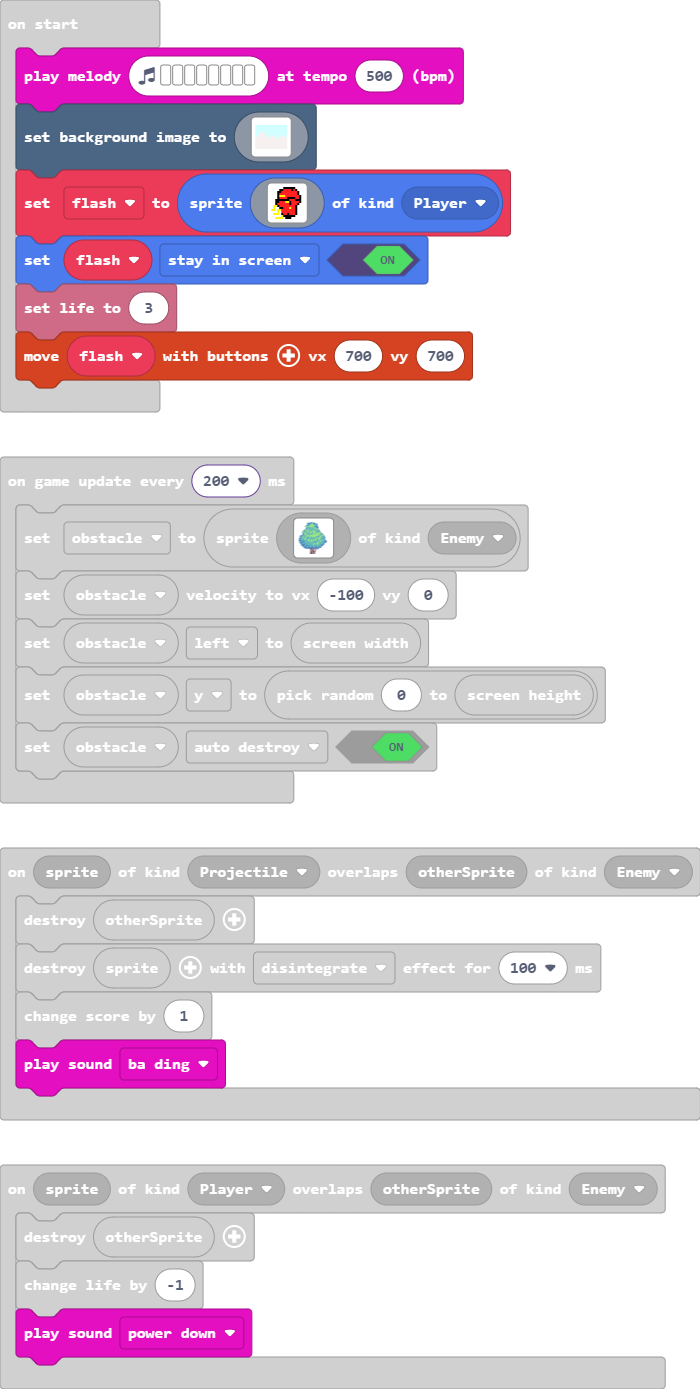 on start
play melody at tempo 500 (bpm)
set background image to
set flash to sprite of kind Player
set flash stay in screen ON
set life to 3
move flash with buttons vx 700 vy 700
on game update every 200 ms
set obstacle to sprite of kind Enemy
set obstacle velocity to vx -100 vy 0
set obstacle left to screen width
set obstacle y to pick random 0 to screen height
set obstacle auto destroy ON
on sprite of kind Projectile overlaps otherSprite of kind Enemy
destroy otherSprite
destroy sprite with disintegrate effect for 100 ms
change score by 1
play sound ba ding
on sprite of kind Player overlaps otherSprite of kind Enemy
destroy otherSprite
change life by -1
play sound power down